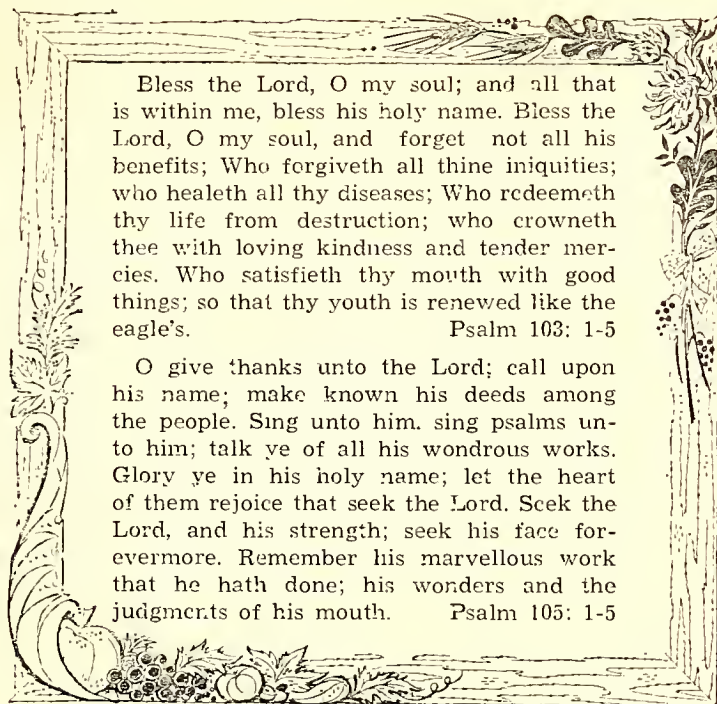 Bless the Lord, O my soul; and all that
is within me, bless his holy name. Bless the
Lord, O my soul, and forget not all his
benefits; Who forgiveth all thine iniquities;
who healeth all thy diseases; Who redeemeth
thy life from destruction; who crowneth
thee with loving kindness and tender mer-
cies. Who satisfieth thy mouth with good
things; so that thy youth is renewed like the
eagle's. Psalm 103: 1-5
O give thanks unto the Lord; call upon
his name; make known his deeds among
the people. Sing unto him. sing psalms un-
to him; talk ye of all his wondrous works.
Glory ye in his holy name; let the heart
of them rejoice that seek the Lord. Seek the
Lord, and his strength; seek his face for-
evermore. Remember his marvellous work
that he hath done; his wonders and the
judgments of his mouth. Psalm 105: 1-5